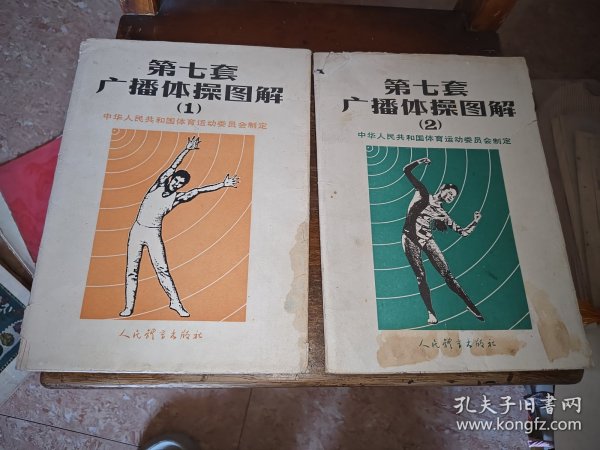 第七套
广播体操图解
(1)
中华人民共和国体育运动委员会制定
人民体育出版社
第七套
广播体操图解
(2)
中华人民共和国体育运动委员会制定
人民体育出版社
孔夫子旧书网
www.kongfz.com